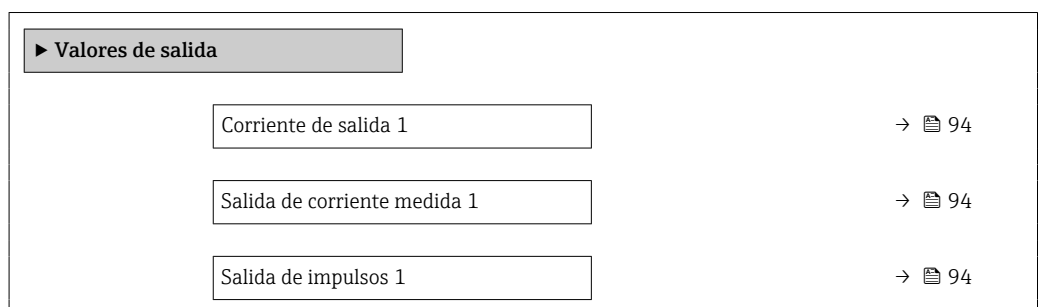 ▶ Valores de salida
Corriente de salida 1 → 94
Salida de corriente medida 1 → 94
Salida de impulsos 1 → 94